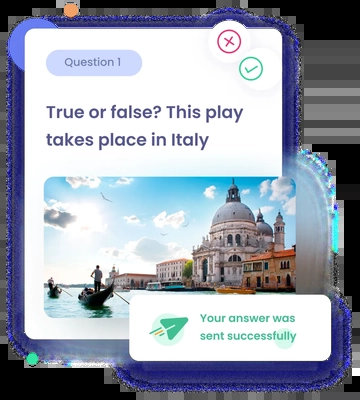 Question 1
True or false? This play
takes place in Italy
Your answer was
sent successfully